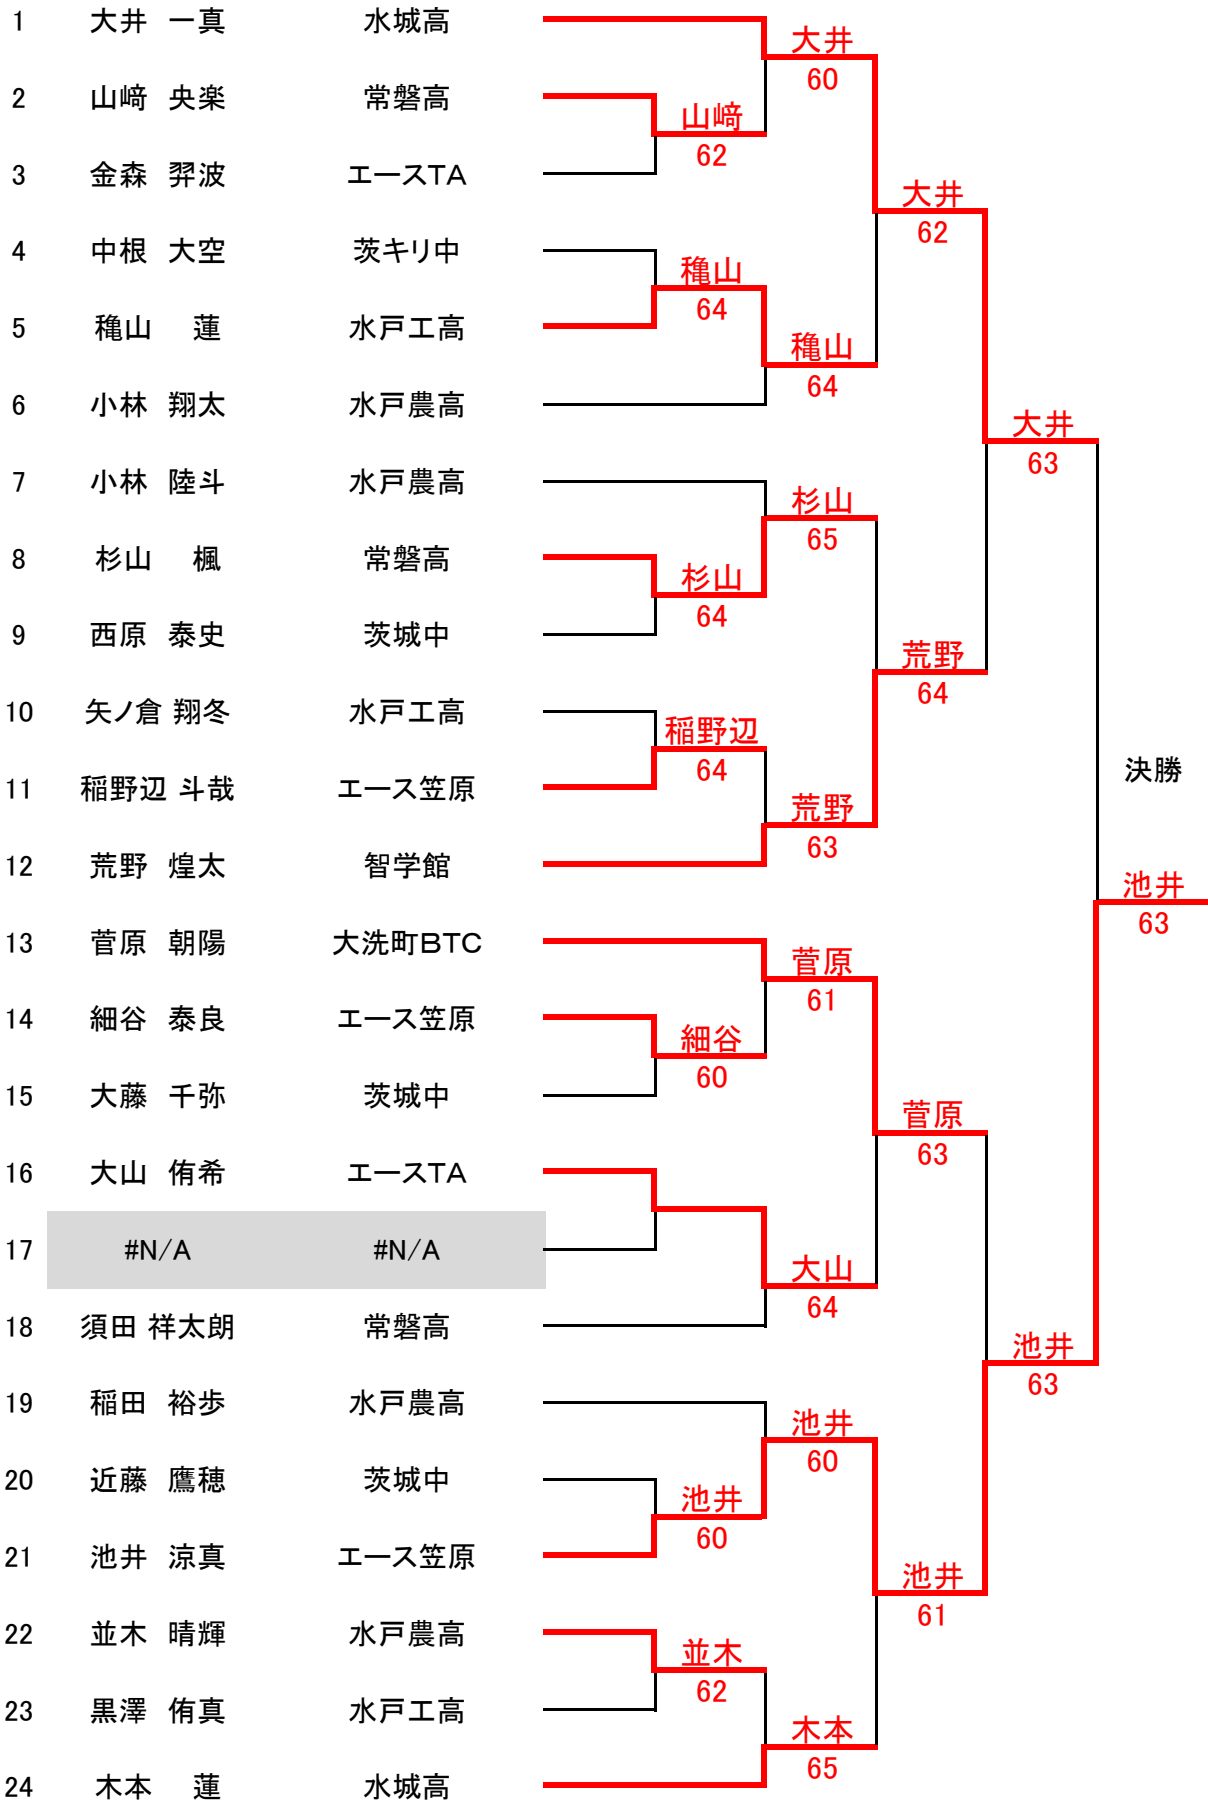 1 大井 一真 水城高
大井
60
2 山﨑 央楽 常磐高
山﨑
62
3 金森 羿波 エースTA
大井
62
4 中根 大空 茨キリ中
穐山
64
5 穐山 蓮 水戸工高
穐山
64
6 小林 翔太 水戸農高
大井
63
7 小林 陸斗 水戸農高
杉山
65
8 杉山 楓 常磐高
杉山
64
9 西原 泰史 茨城中
荒野
64
10 矢ノ倉 翔冬 水戸工高
稲野辺
64
決勝
11 稲野辺 斗哉 エース笠原
荒野
63
12 荒野 煌太 智学館
池井
63
13 菅原 朝陽 大洗町BTC
菅原
61
14 細谷 泰良 エース笠原
細谷
60
15 大藤 千弥 茨城中
菅原
63
16 大山 侑希 エースTA
17 #N/A #N/A
大山
64
18 須田 祥太朗 常磐高
池井
63
19 稲田 裕歩 水戸農高
池井
60
20 近藤 鷹穂 茨城中
池井
60
21 池井 涼真 エース笠原
池井
61
22 並木 晴輝 水戸農高
並木
62
23 黒澤 侑真 水戸工高
木本
65
24 木本 蓮 水城高